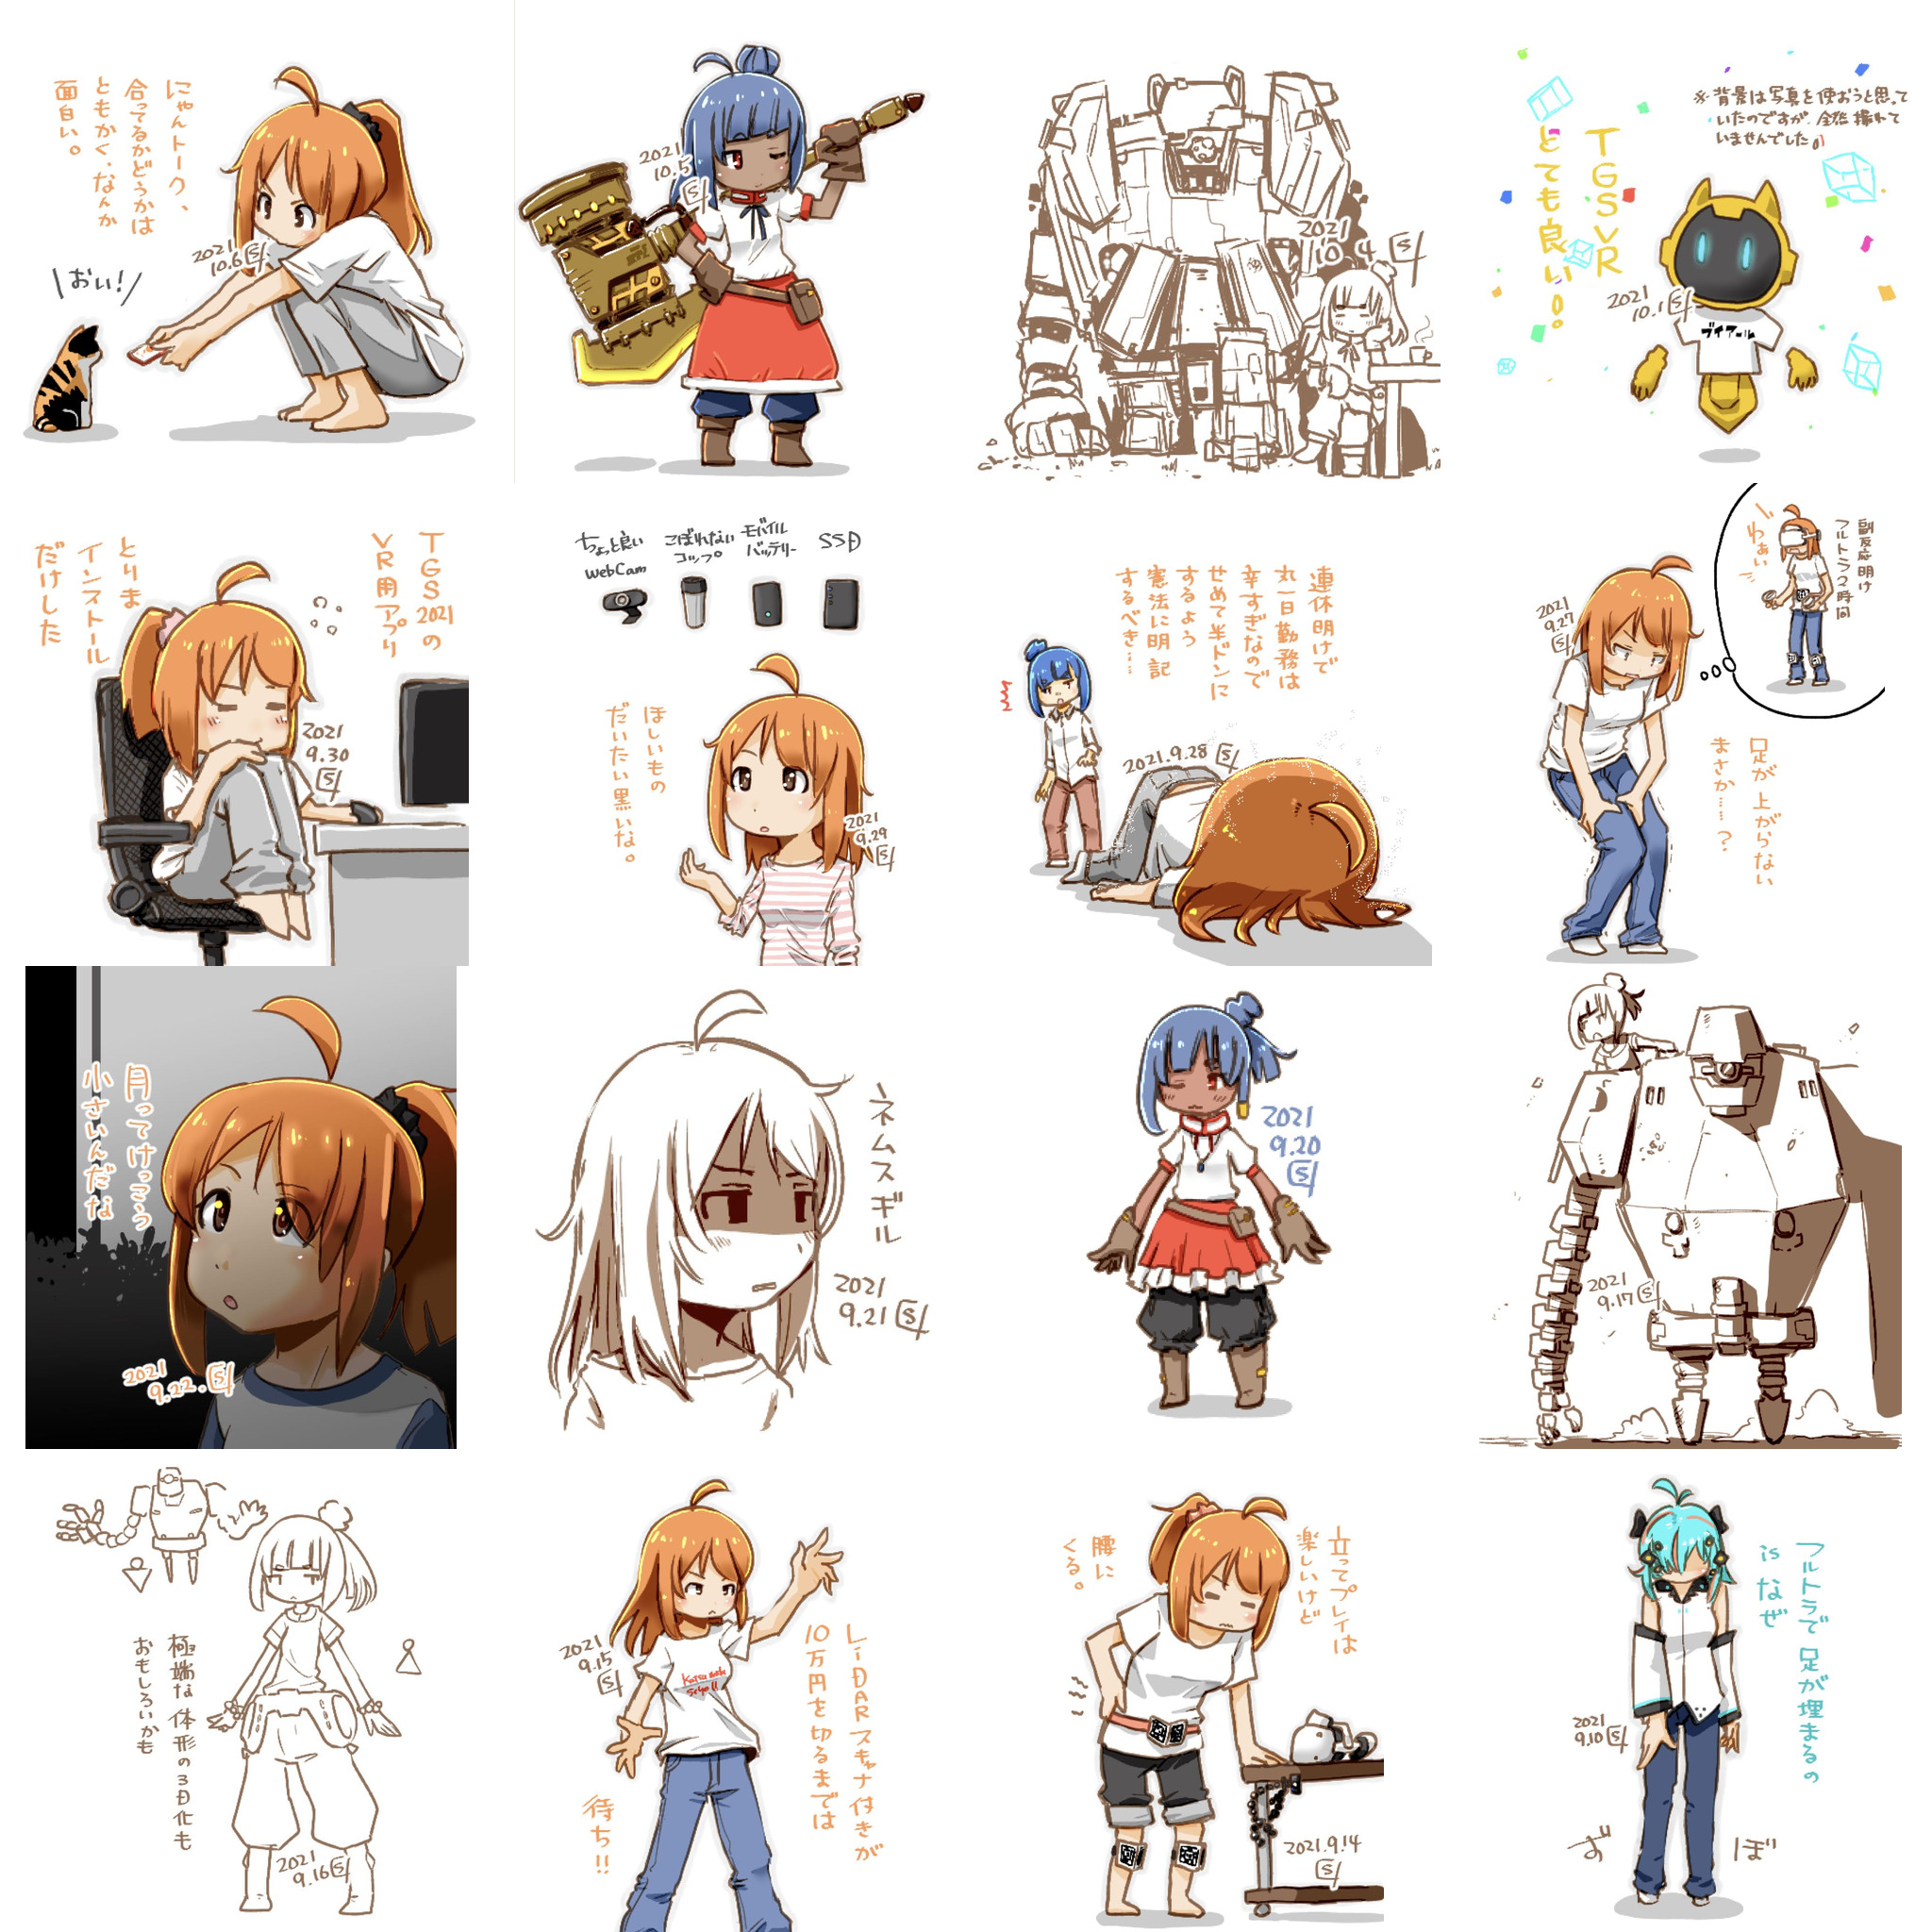 にゃんトーク、
合ってるかどうかは
ともかく、なんか
面白い。
\おい!/
2021
10.6
2021
10.5
2021
10 4
※背景は写真を使おうと思って
いたのですが、全然撮れて
いませんでした。
TGSVR
とても良い!。
2021
10.1
ブイアール
TGS2021の
VR用アプリ
とりま
インストール
だけした
2021
9.30
ちょっと良い
WebCam
こぼれない
コップ
モバイル
バッテリー
SSD
ほしいもの
だいたい黒いな。
2021
9.29
連休明けで
丸一日勤務は
辛すぎなので
せめて半ドンに
するよう
憲法に明記
するべき…
2021.9.28
副反応明け
フルトラ2時間
わぁい
2021
9.27
足が上がらない
まさか……?
月ってけっこう
小さいんだな
2021
9.22.
ネムスギル
2021
9.21
2021
9.20
2021
9.17
極端な体形の3D化も
おもしろいかも
2021
9.16
2021
9.15
LiDARスキャナ付きが
10万円を切るまでは
待ち!!
立ってプレイは
楽しいけど
腰に
くる。
2021.9.14
フルトラで足が埋まるの
is なぜ
2021
9.10
ずぼ